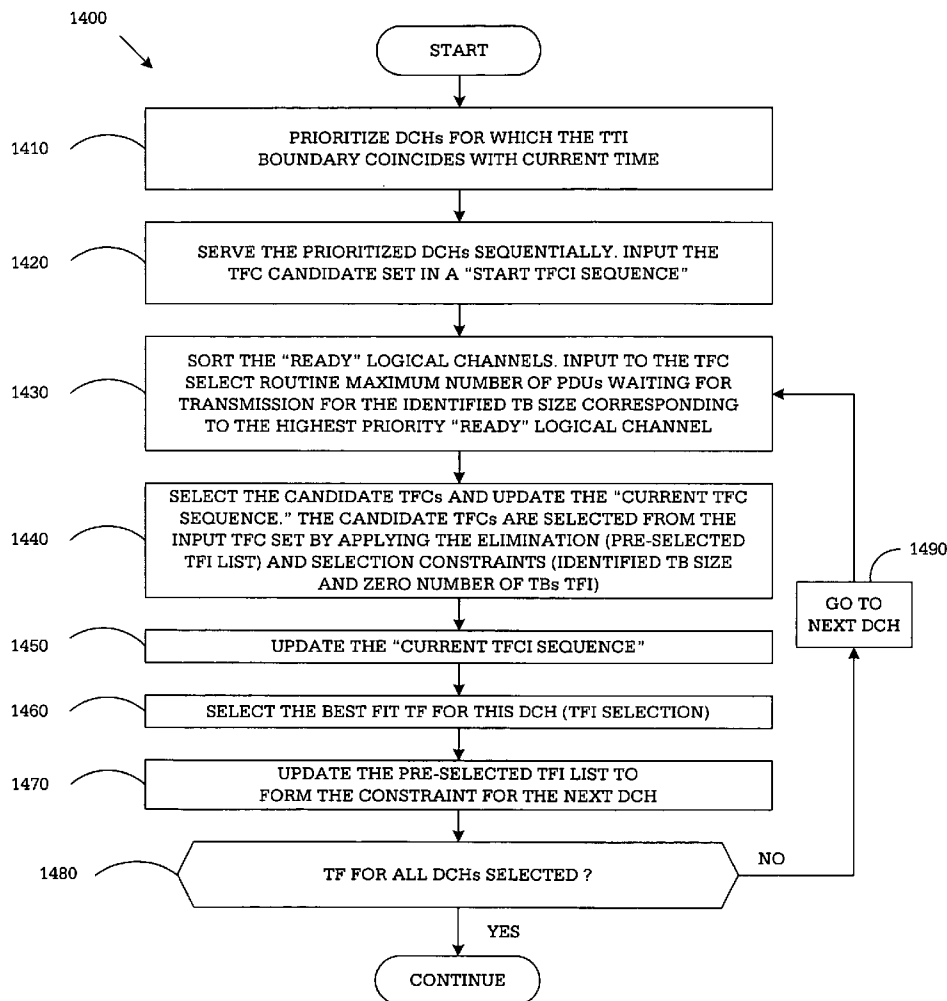 1400
START
1410
PRIORITIZE DCHs FOR WHICH THE TTI
BOUNDARY COINCIDES WITH CURRENT TIME
1420
SERVE THE PRIORITIZED DCHs SEQUENTIALLY. INPUT THE
TFC CANDIDATE SET IN A “START TFCI SEQUENCE”
1430
SORT THE “READY” LOGICAL CHANNELS. INPUT TO THE TFC
SELECT ROUTINE MAXIMUM NUMBER OF PDUs WAITING FOR
TRANSMISSION FOR THE IDENTIFIED TB SIZE CORRESPONDING
TO THE HIGHEST PRIORITY “READY” LOGICAL CHANNEL
1440
SELECT THE CANDIDATE TFCs AND UPDATE THE “CURRENT TFC
SEQUENCE.” THE CANDIDATE TFCs ARE SELECTED FROM THE
INPUT TFC SET BY APPLYING THE ELIMINATION (PRE-SELECTED
TFI LIST) AND SELECTION CONSTRAINTS (IDENTIFIED TB SIZE
AND ZERO NUMBER OF TBs TFI)
1490
GO TO
NEXT DCH
1450
UPDATE THE “CURRENT TFCI SEQUENCE”
1460
SELECT THE BEST FIT TF FOR THIS DCH (TFI SELECTION)
1470
UPDATE THE PRE-SELECTED TFI LIST TO
FORM THE CONSTRAINT FOR THE NEXT DCH
1480
TF FOR ALL DCHs SELECTED ?
NO
YES
CONTINUE